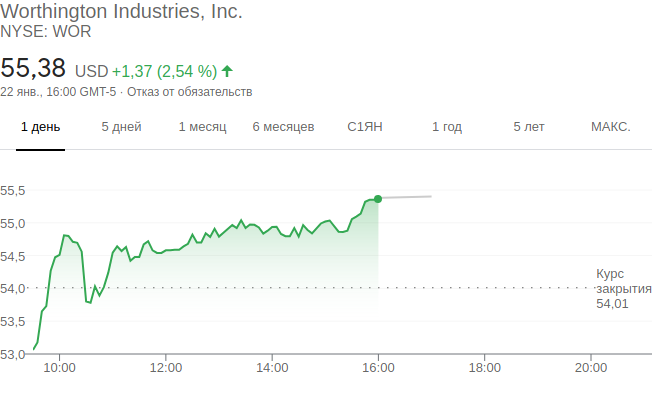 Worthington Industries, Inc.
NYSE: WOR
55,38 USD +1,37 (2,54 %)
22 янв., 16:00 GMT-5 · Отказ от обязательств
1 день 5 дней 1 месяц 6 месяцев С1ЯН 1 год 5 лет МАКС.
55,5
55,0
54,5
54,0
53,5
53,0
Курс
закрытия
54,01
10:00 12:00 14:00 16:00 18:00 20:00